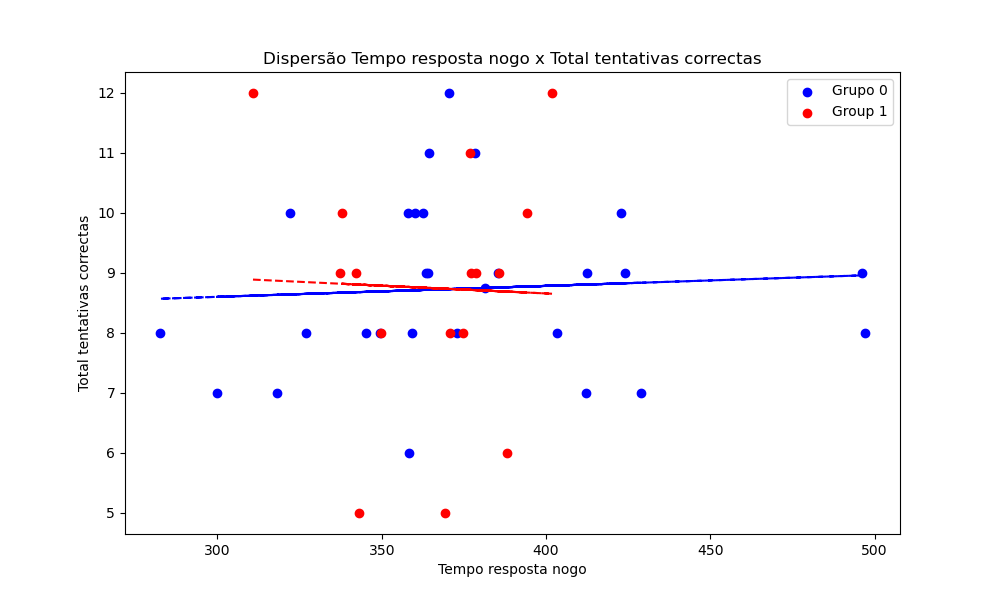 Dispersão Tempo resposta nogo x Total tentativas correctas
Grupo 0
Group 1
Total tentativas correctas
12
11
10
9
8
7
6
5
300
350
400
450
500
Tempo resposta nogo